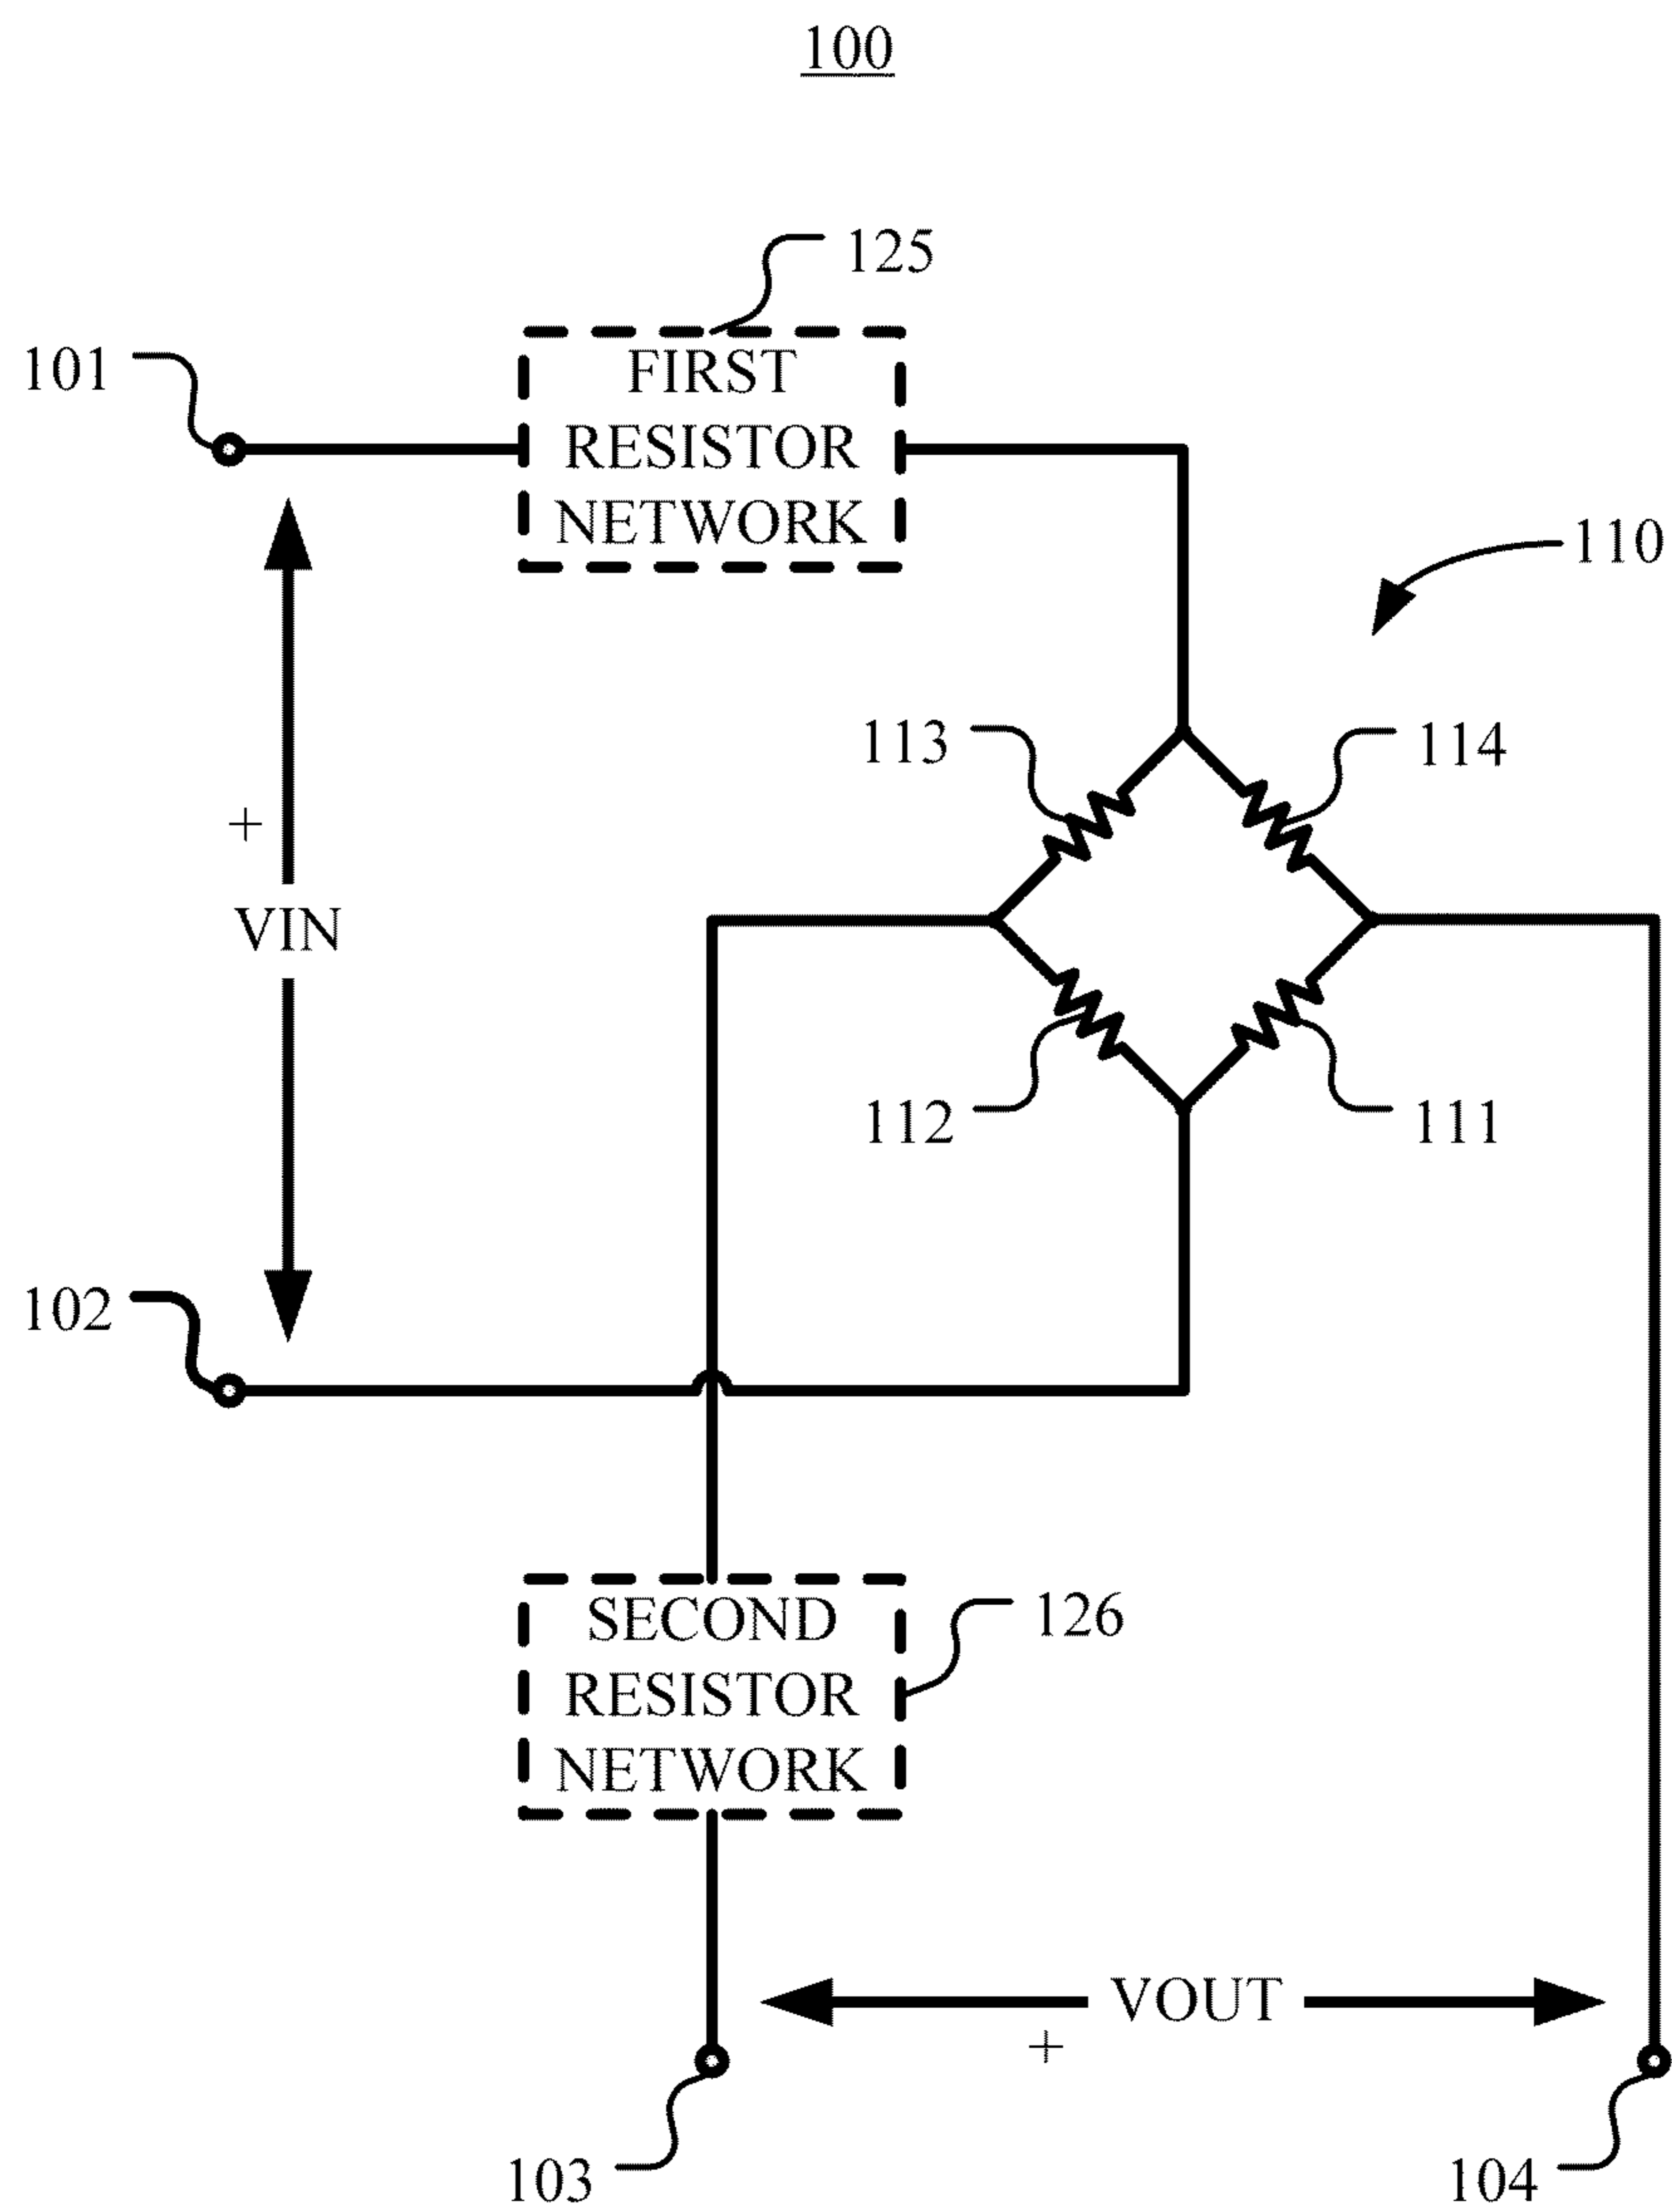 100
125
FIRST
RESISTOR
NETWORK
101
110
113
114
+
VIN
112
111
102
SECOND
RESISTOR
NETWORK
126
VOUT
+
103
104